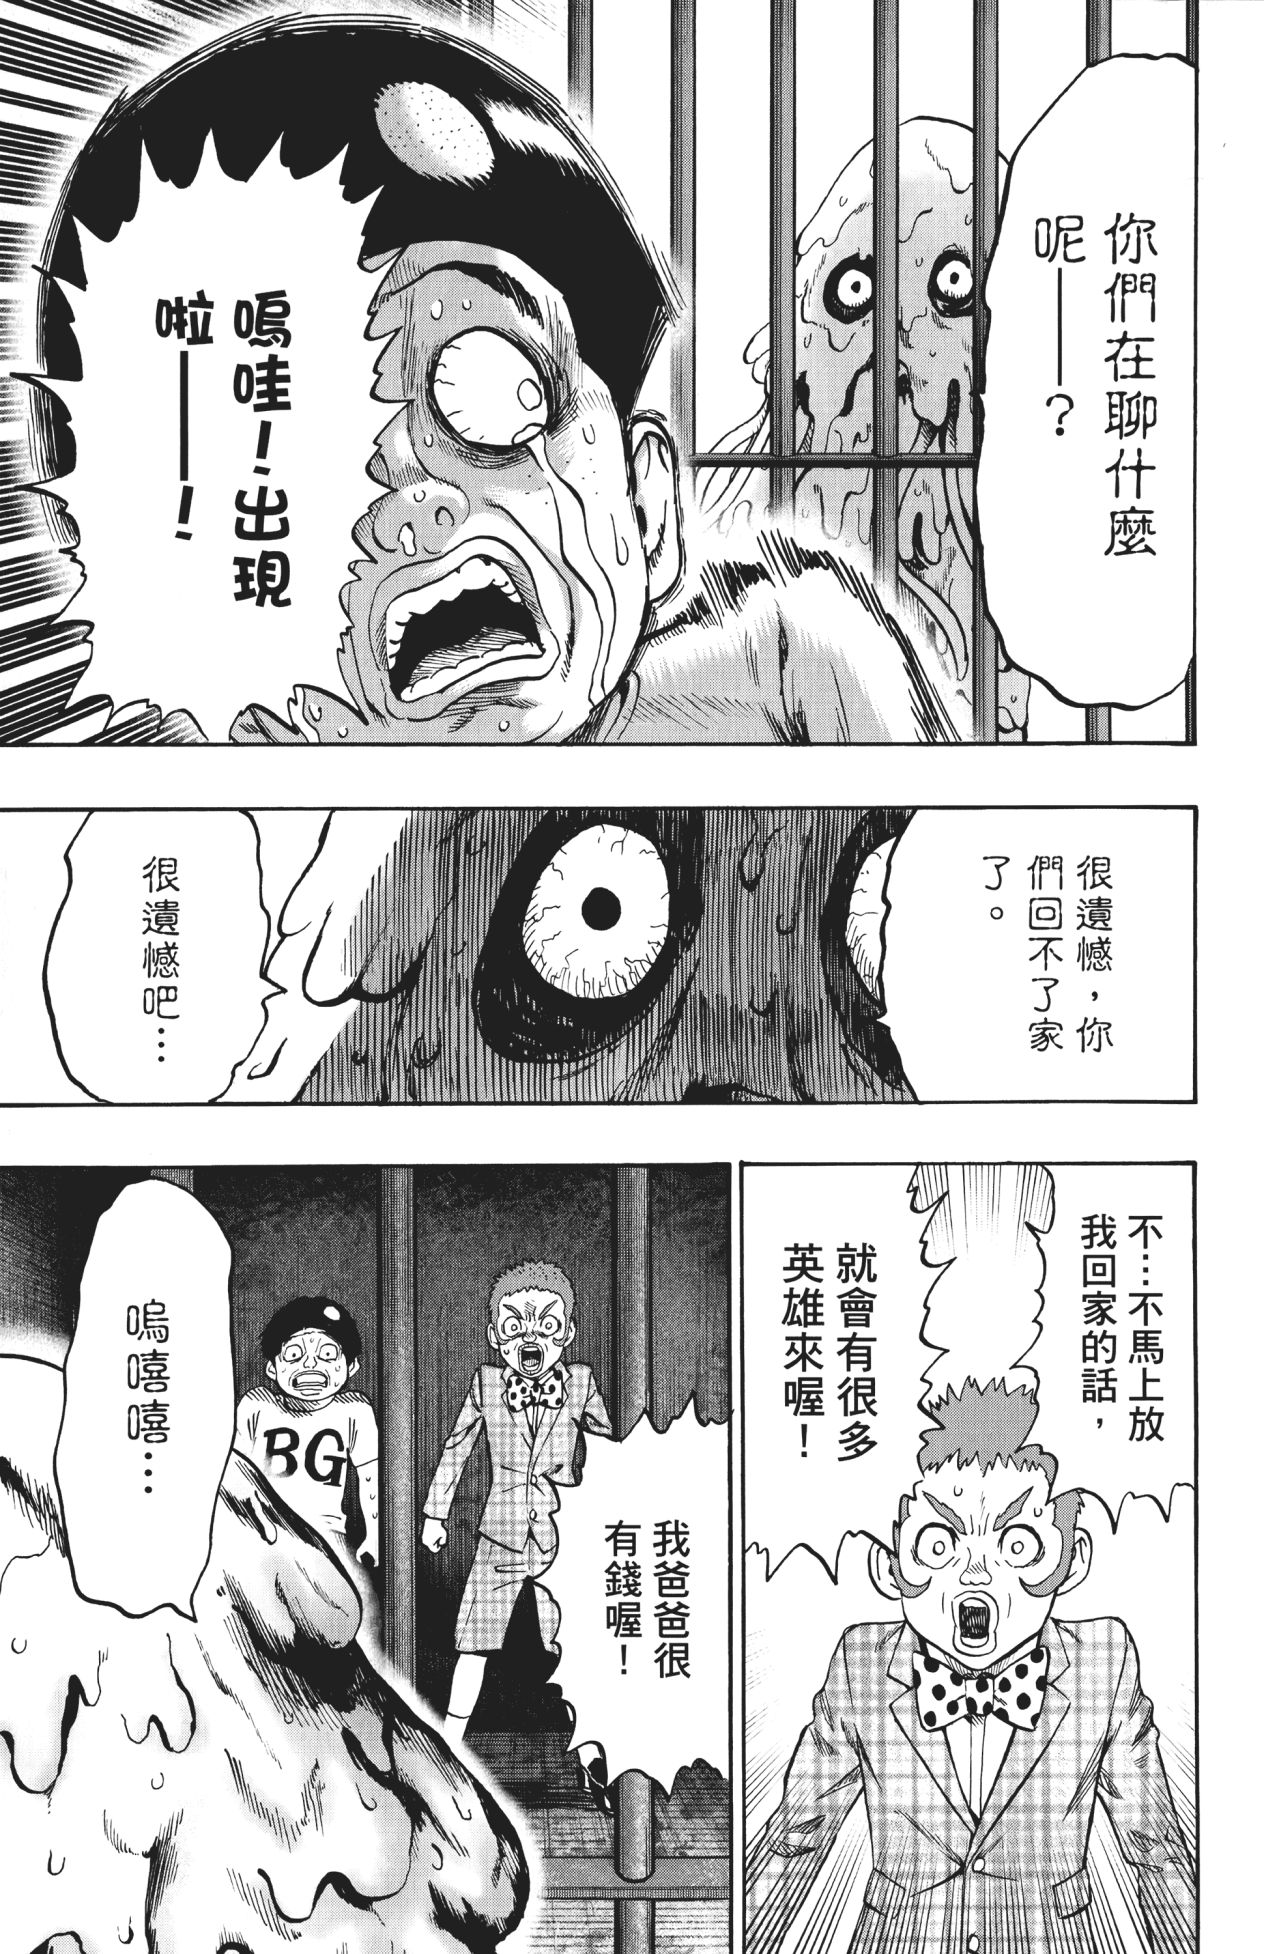 你們在聊什麼
呢——？
嗚哇！出現
啦——！
很遺憾，你
們回不了家
了。
很遺憾吧…
不…不馬上放
我回家的話，
就會有很多
英雄來喔！
我爸爸很
有錢喔！
BG
嗚嘻嘻…